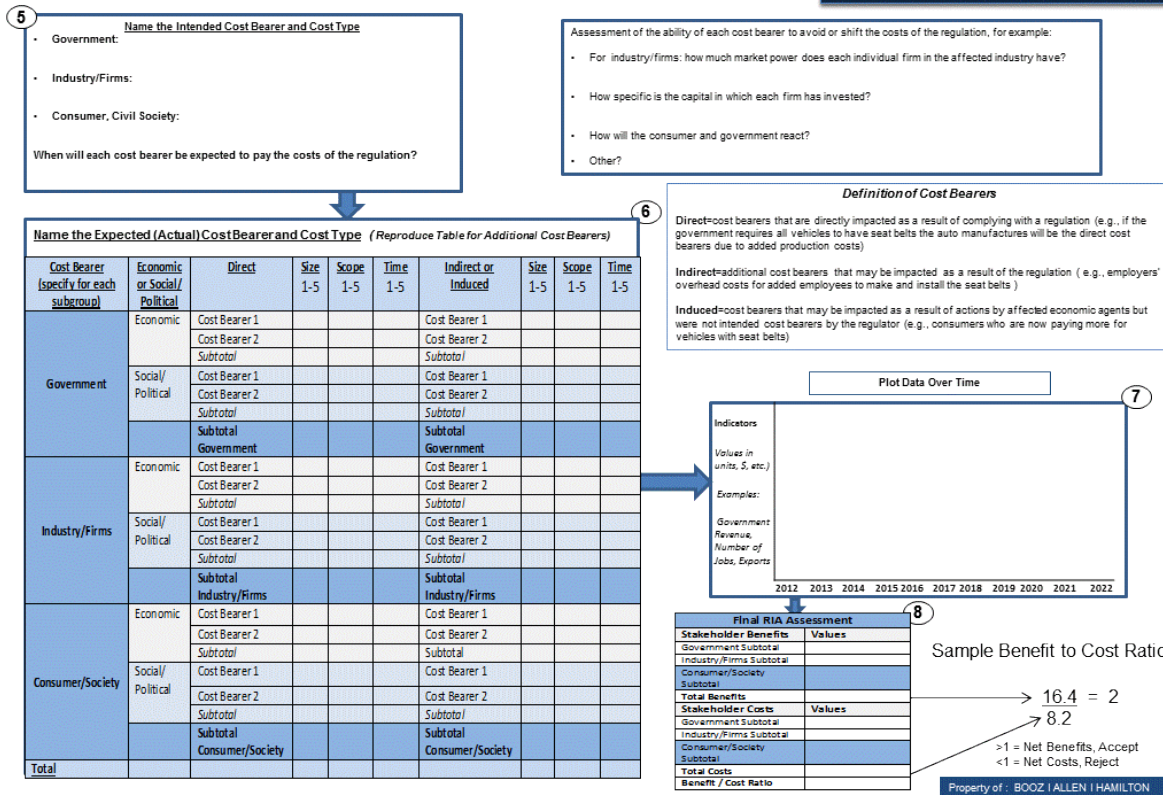 5
Name the Intended Cost Bearer and Cost Type
• Government:
• Industry/Firms:
• Consumer, Civil Society:
When will each cost bearer be expected to pay the costs of the regulation?
Assessment of the ability of each cost bearer to avoid or shift the costs of the regulation, for example:
• For industry/firms: how much market power does each individual firm in the affected industry have?
• How specific is the capital in which each firm has invested?
• How will the consumer and government react?
• Other?
6
Name the Expected (Actual) Cost Bearer and Cost Type (Reproduce Table for Additional Cost Bearers)
Cost Bearer Economic Direct Size Scope Time Indirect or Size Scope Time
(specify for each or Social/ 1-5 1-5 1-5 Induced 1-5 1-5 1-5
subgroup) Political
Economic Cost Bearer 1 Cost Bearer 1
Cost Bearer 2 Cost Bearer 2
Subtotal Subtotal
Government Social/ Cost Bearer 1 Cost Bearer 1
Political Cost Bearer 2 Cost Bearer 2
Subtotal Subtotal
Subtotal Subtotal
Government Government
Economic Cost Bearer 1 Cost Bearer 1
Cost Bearer 2 Cost Bearer 2
Subtotal Subtotal
Industry/Firms Social/ Cost Bearer 1 Cost Bearer 1
Political Cost Bearer 2 Cost Bearer 2
Subtotal Subtotal
Subtotal Subtotal
Industry/Firms Industry/Firms
Economic Cost Bearer 1 Cost Bearer 1
Cost Bearer 2 Cost Bearer 2
Subtotal Subtotal
Consumer/Society Social/ Cost Bearer 1 Cost Bearer 1
Political Cost Bearer 2 Cost Bearer 2
Subtotal Subtotal
Subtotal Subtotal
Consumer/Society Consumer/Society
Total
Definition of Cost Bearers
Direct=cost bearers that are directly impacted as a result of complying with a regulation (e.g., if the
government requires all vehicles to have seat belts the auto manufactures will be the direct cost
bearers due to added production costs)
Indirect=additional cost bearers that may be impacted as a result of the regulation ( e.g., employers'
overhead costs for added employees to make and install the seat belts )
Induced=cost bearers that may be impacted as a result of actions by affected economic agents but
were not intended cost bearers by the regulator (e.g., consumers who are now paying more for
vehicles with seat belts)
Plot Data Over Time
7
Indicators
Values in
units, $, etc.)
Examples:
Government
Revenue,
Number of
Jobs, Exports
2012 2013 2014 2015 2016 2017 2018 2019 2020 2021 2022
8
Final RIA Assessment
Stakeholder Benefits Values
Government Subtotal
Industry/Firms Subtotal
Consumer/Society
Subtotal
Total Benefits
Stakeholder Costs Values
Government Subtotal
Industry/Firms Subtotal
Consumer/Society
Subtotal
Total Costs
Benefit / Cost Ratio
Sample Benefit to Cost Ratio
16.4 = 2
8.2
>1 = Net Benefits, Accept
<1 = Net Costs, Reject
Property of : BOOZ I ALLEN I HAMILTON